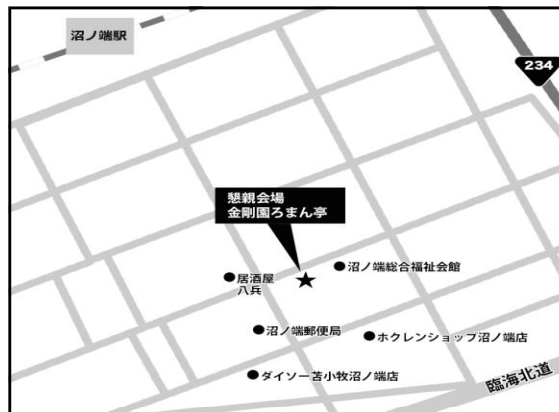 沼ノ端駅
234
懇親会場
金剛園ろまん亭
沼ノ端総合福祉会館
居酒屋
八兵
沼ノ端郵便局
ホクレンショップ沼ノ端店
ダイソー苫小牧沼ノ端店
臨海北道